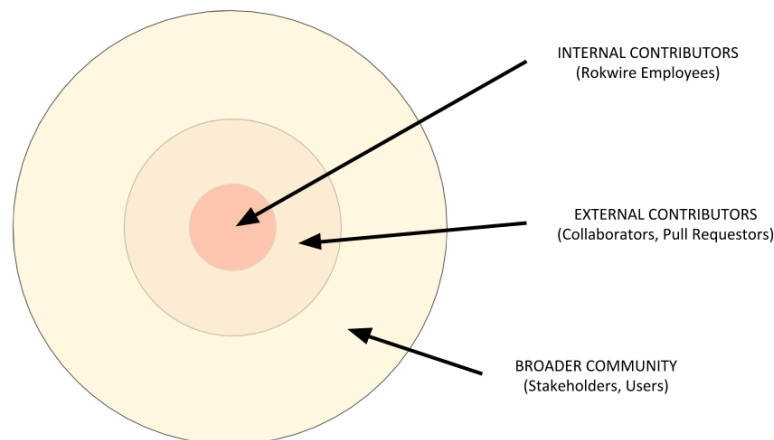 INTERNAL CONTRIBUTORS
(Rokwire Employees)
EXTERNAL CONTRIBUTORS
(Collaborators, Pull Requestors)
BROADER COMMUNITY
(Stakeholders, Users)